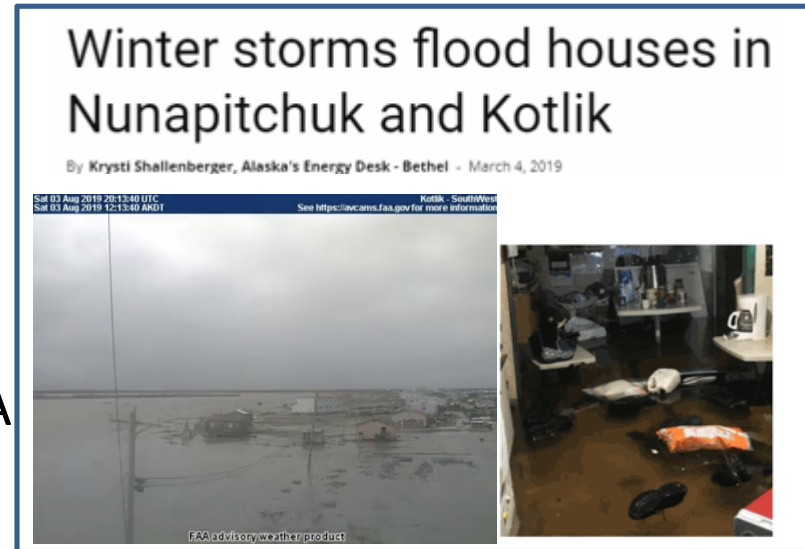 Winter storms flood houses in
Nunapitchuk and Kotlik
By Krysti Shallenberger, Alaska's Energy Desk - Bethel - March 4, 2019
Sat 03 Aug 2019 20:13:40 UTC
Kotlik - SouthWest
Sat 03 Aug 2019 12:13:40 AKDT
See https://avcams.faa.gov for more information
A
FAA advisory weather product